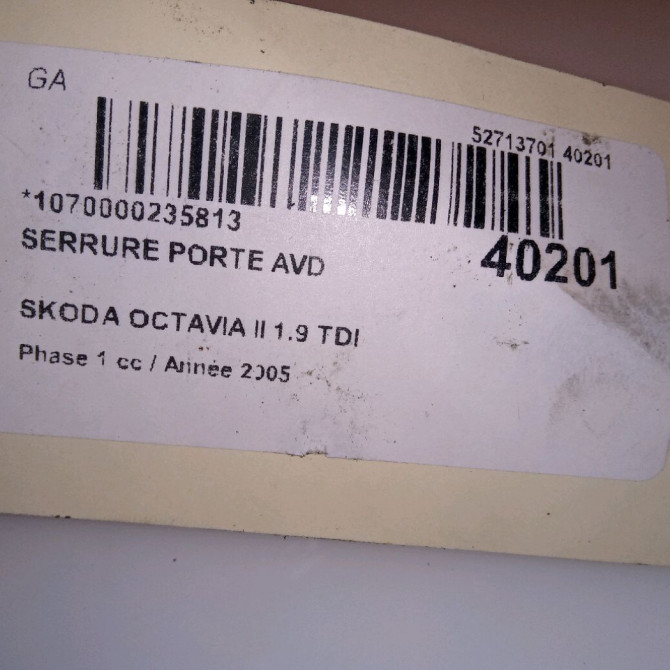 GA
52713701 40201
*1070000235813
40201
SERRURE PORTE AVD
SKODA OCTAVIA II 1.9 TDI
Phase 1 cc / Année 2005